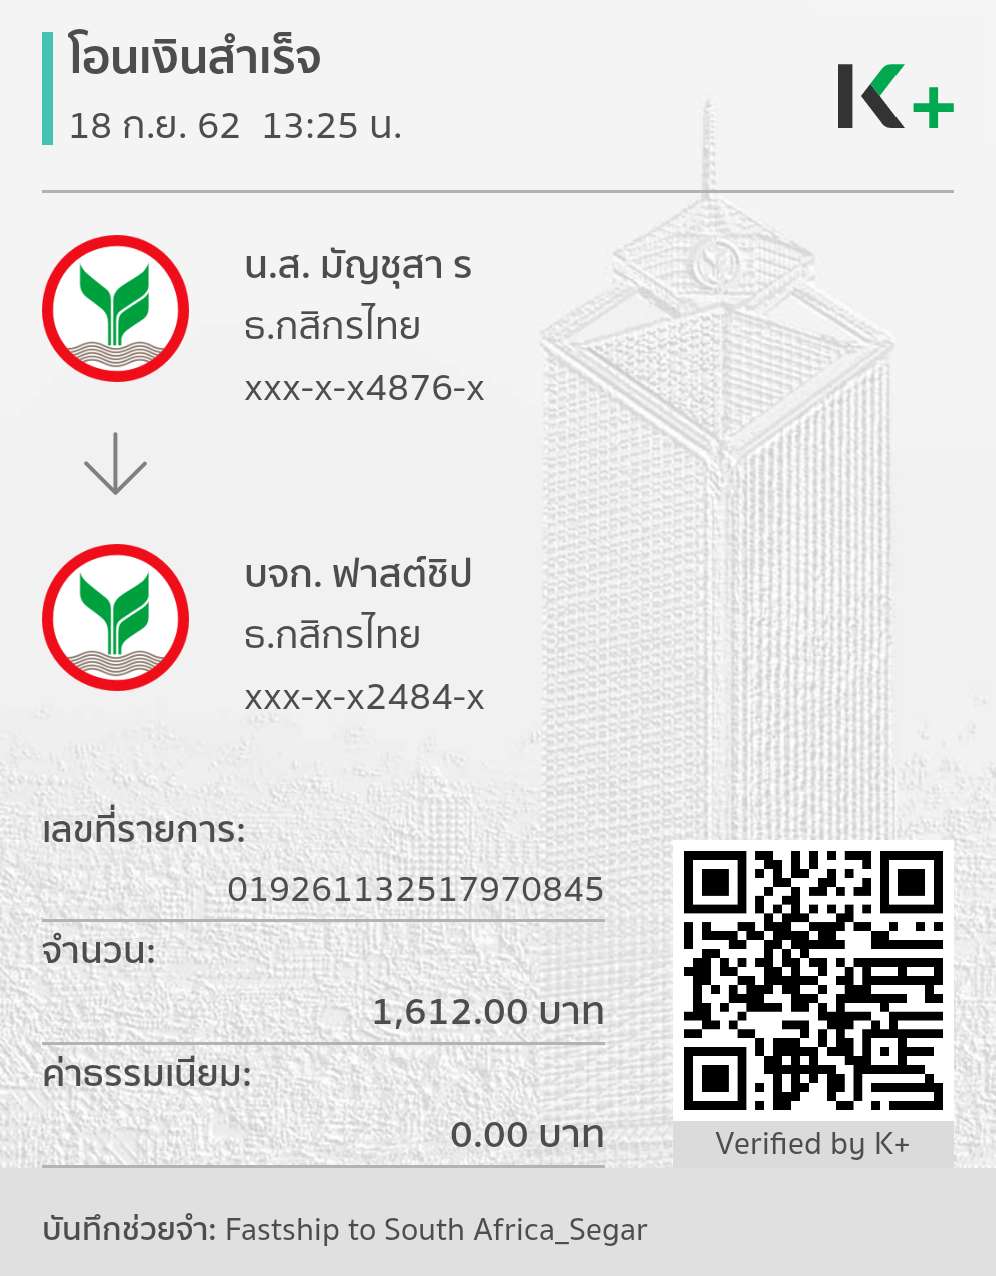 โอนเงินสำเร็จ
18 ก.ย. 62 13:25 น.
K+
น.ส. มัญชุสา ร
ธ.กสิกรไทย
xxx-x-x4876-x
บจก. ฟาสต์ชิป
ธ.กสิกรไทย
xxx-x-x2484-x
เลขที่รายการ:
019261132517970845
จำนวน:
1,612.00 บาท
ค่าธรรมเนียม:
0.00 บาท
Verified by K+
บันทึกช่วยจำ: Fastship to South Africa_Segar